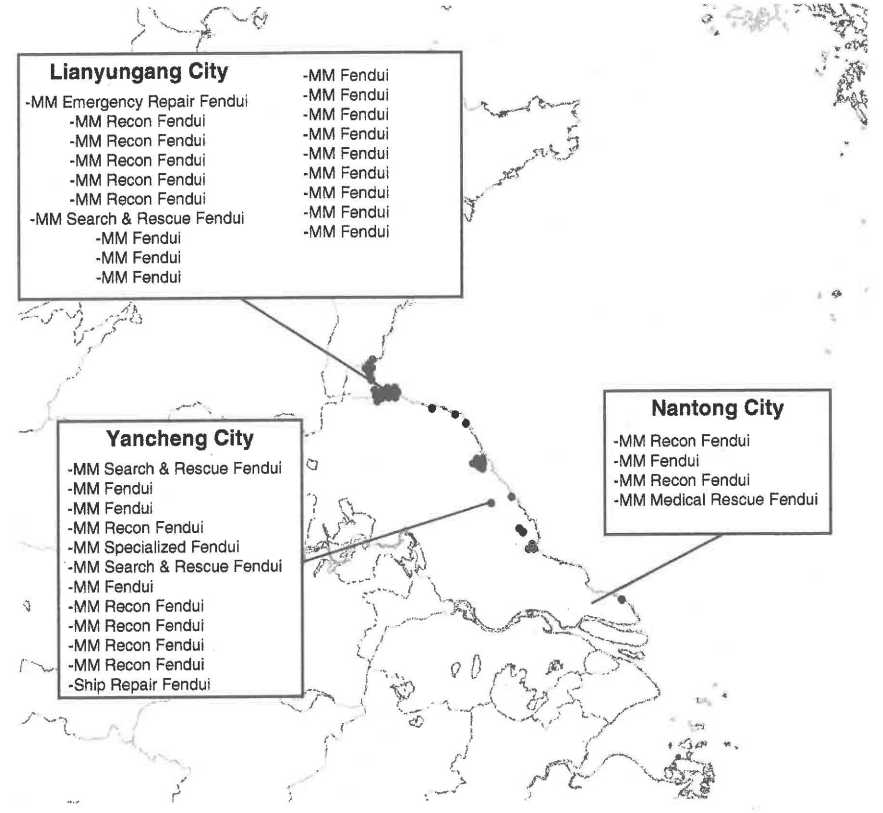 Lianyungang City
-MM Emergency Repair Fendui
-MM Recon Fendui
-MM Recon Fendui
-MM Recon Fendui
-MM Recon Fendui
-MM Recon Fendui
-MM Search & Rescue Fendui
-MM Fendui
-MM Fendui
-MM Fendui
-MM Fendui
-MM Fendui
-MM Fendui
-MM Fendui
-MM Fendui
-MM Fendui
-MM Fendui
-MM Fendui
-MM Fendui
Yancheng City
-MM Search & Rescue Fendui
-MM Fendui
-MM Fendui
-MM Recon Fendui
-MM Specialized Fendui
-MM Search & Rescue Fendui
-MM Fendui
-MM Recon Fendui
-MM Recon Fendui
-MM Recon Fendui
-MM Recon Fendui
-Ship Repair Fendui
Nantong City
-MM Recon Fendui
-MM Fendui
-MM Recon Fendui
-MM Medical Rescue Fendui